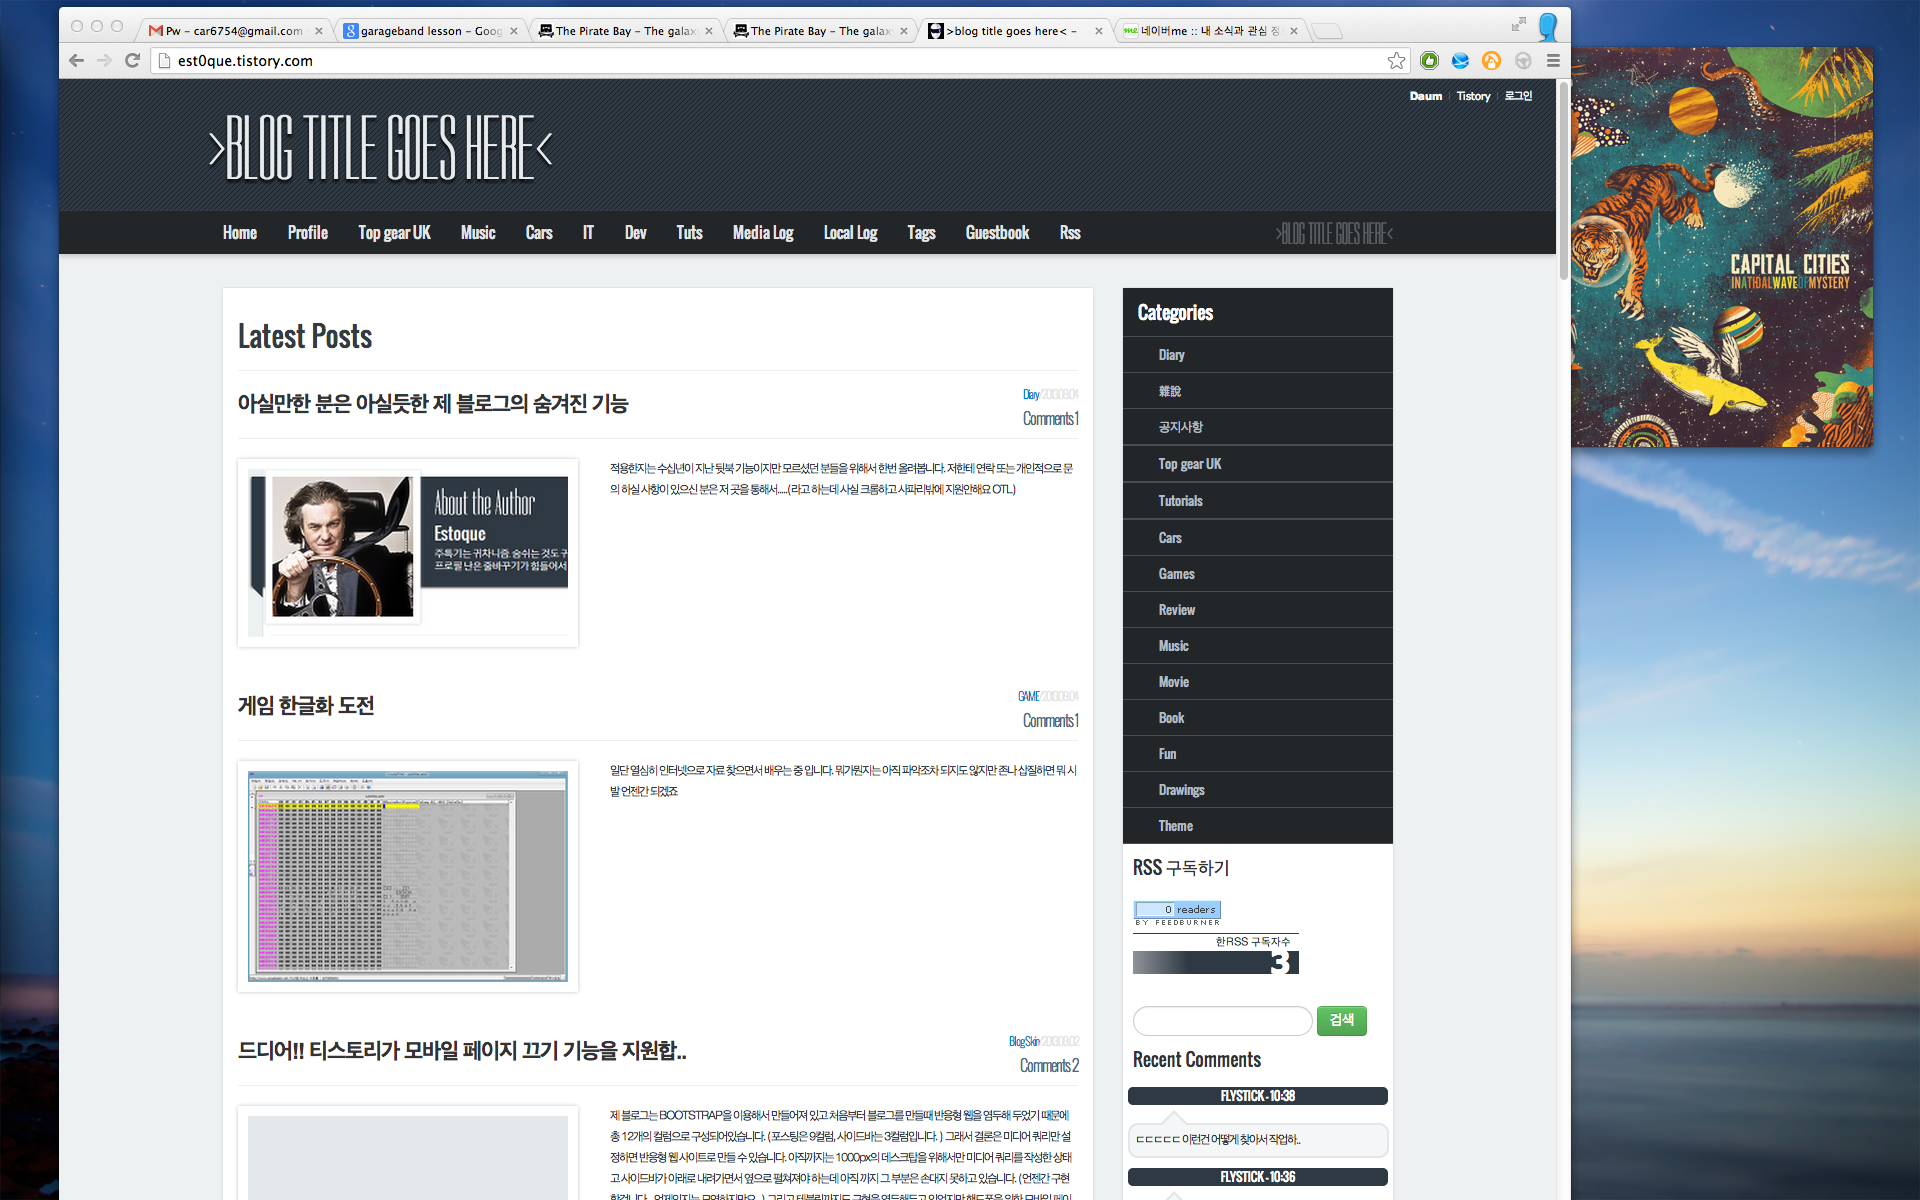 Pw – car6754@gmail.com
garageband lesson – Goog
The Pirate Bay – The galax
The Pirate Bay – The galax
>blog title goes here< –
네이버me :: 내 소식과 관심 정
est0que.tistory.com
Daum
Tistory
로그인
>BLOG TITLE GOES HERE<
Home Profile Top gear UK Music Cars IT Dev Tuts Media Log Local Log Tags Guestbook Rss
>BLOG TITLE GOES HERE<
CAPITAL CITIES
IN A TIDAL WAVE OF MYSTERY
Latest Posts
아실만한 분은 아실듯한 제 블로그의 숨겨진 기능
Diary/2013.09.04
Comments 1
적용한지는 수십년이 지난 뒷북 기능이지만 모르셨던 분들을 위해서 한번 올려봅니다. 저한테 연락 또는 개인적으로 문
의 하실 사항이 있으신 분은 저 곳을 통해서.....(라고 하는데 사실 크롬하고 사파리밖에 지원안해요 OTL)
About the Author
Estoque
주특기는 귀차니즘. 숨쉬는 것도 귀
프로필 난은 줄바꾸기가 힘들어서
게임 한글화 도전
GAME/2013.09.04
Comments 1
일단 열심히 인터넷으로 자료 찾으면서 배우는 중 입니다. 뭐가뭔지는 아직 파악조차 되지도 않지만 존나 삽질하면 뭐 시
발 언젠간 되겠죠
드디어!! 티스토리가 모바일 페이지 끄기 기능을 지원합..
BlogSkin/2013.09.02
Comments 2
제 블로그는 BOOTSTRAP을 이용해서 만들어져 있고 처음부터 블로그를 만들때 반응형 웹을 염두해 두었기 때문에
총 12개의 컬럼으로 구성되어있습니다. (포스팅은 9컬럼, 사이드바는 3컬럼입니다. ) 그래서 결론은 미디어 쿼리만 설
정하면 반응형 웹 사이트로 만들 수 있습니다. 아직까지는 1000px의 데스크탑을 위해서만 미디어 쿼리를 작성한 상태
고 사이드바가 아래로 내려가면서 옆으로 펼쳐져야 하는데 아직 까지 그 부분은 손대지 못하고 있습니다. (언젠간 구현
Categories
Diary
雜說
공지사항
Top gear UK
Tutorials
Cars
Games
Review
Music
Movie
Book
Fun
Drawings
Theme
RSS 구독하기
0 readers
BY FEEDBURNER
한RSS 구독자수
3
검색
Recent Comments
FLYSTICK - 10:38
ㄷㄷㄷㄷㄷ 이런건 어떻게 찾아서 작업하..
FLYSTICK - 10:36